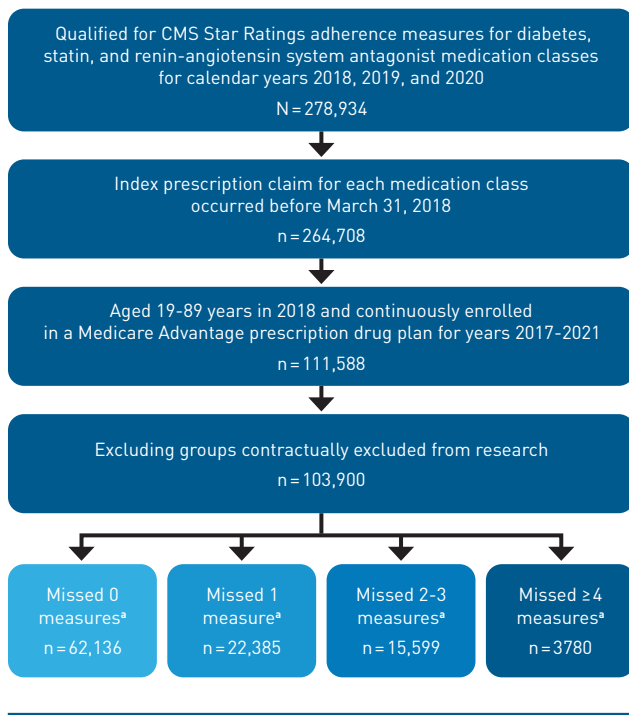 Qualified for CMS Star Ratings adherence measures for diabetes,
statin, and renin-angiotensin system antagonist medication classes
for calendar years 2018, 2019, and 2020
N = 278,934
Index prescription claim for each medication class
occurred before March 31, 2018
n = 264,708
Aged 19-89 years in 2018 and continuously enrolled
in a Medicare Advantage prescription drug plan for years 2017-2021
n = 111,588
Excluding groups contractually excluded from research
n = 103,900
Missed 0
measuresᵃ
n = 62,136
Missed 1
measureᵃ
n = 22,385
Missed 2-3
measuresᵃ
n = 15,599
Missed ≥4
measuresᵃ
n = 3780